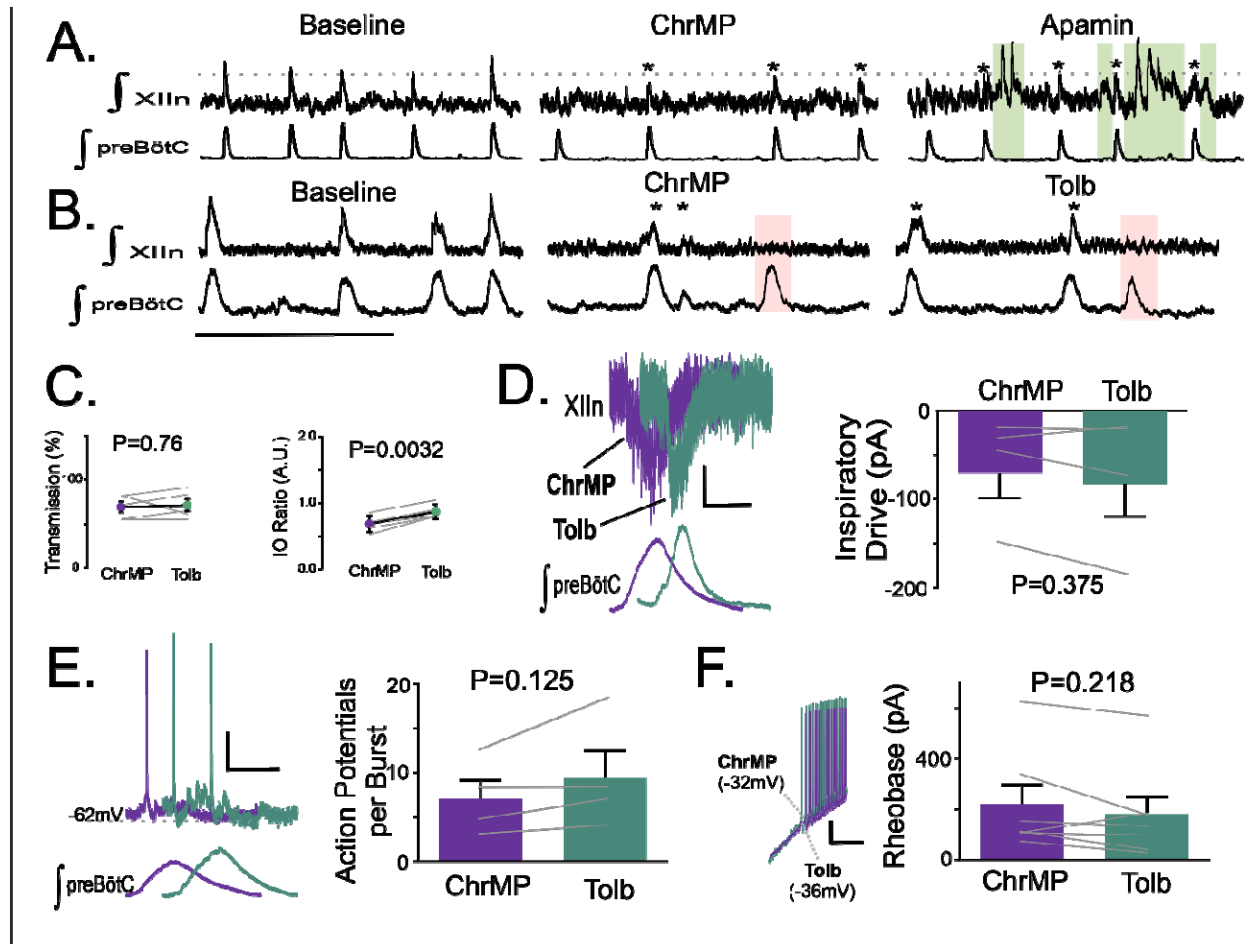 A.
Baseline
ChrMP
Apamin
* * * * * * *
∫ XIIn
∫ preBötC
B.
Baseline
ChrMP
Tolb
* * * *
∫ XIIn
∫ preBötC
C.
P=0.76
Transmission (%)
0
ChrMP Tolb
P=0.0032
IO Ratio (A.U.)
2.0
1.0
0.0
ChrMP Tolb
D.
XIIn
ChrMP
Tolb
∫ preBötC
ChrMP Tolb
Inspiratory
Drive (pA)
0
-100
-200
P=0.375
E.
-62mV
∫ preBötC
P=0.125
Action Potentials
per Burst
20
10
0
ChrMP Tolb
F.
ChrMP
(-32mV)
Tolb
(-36mV)
P=0.218
Rheobase (pA)
400
0
ChrMP Tolb